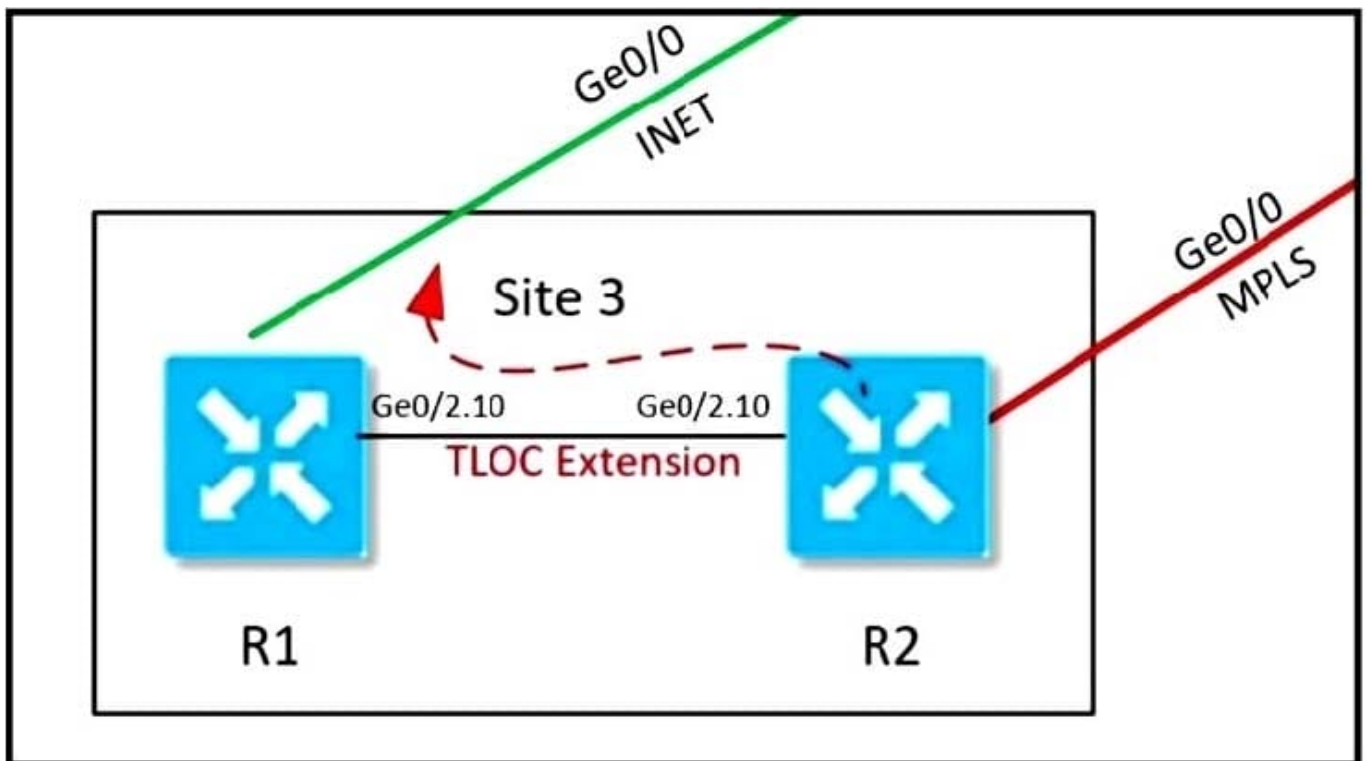 Ge0/0
INET
Ge0/0
MPLS
Site 3
Ge0/2.10
Ge0/2.10
TLOC Extension
R1
R2